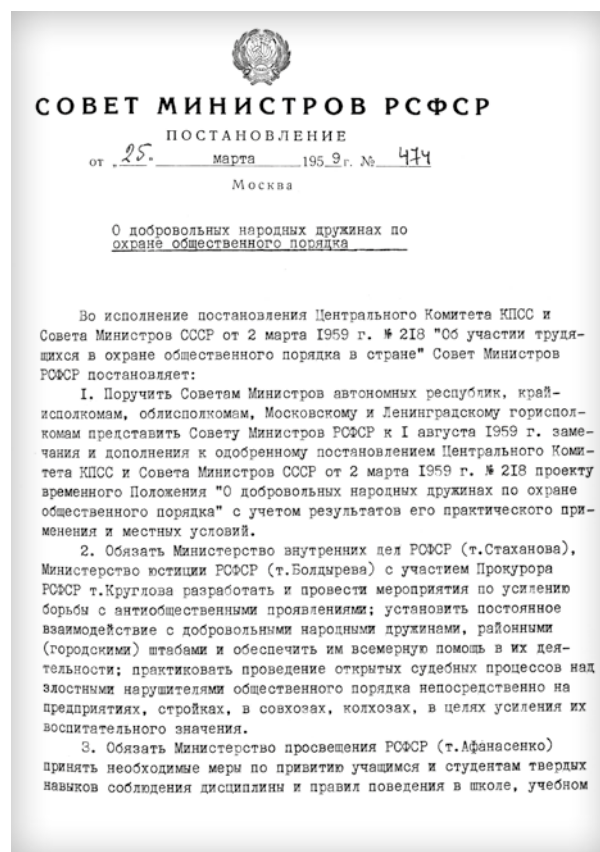 СОВЕТ МИНИСТРОВ РСФСР
ПОСТАНОВЛЕНИЕ
от „25." марта 1959 г. № 474
Москва
О добровольных народных дружинах по
охране общественного порядка
Во исполнение постановления Центрального Комитета КПСС и
Совета Министров СССР от 2 марта I959 г. № 2I8 "Об участии трудя-
щихся в охране общественного порядка в стране" Совет Министров
РСФСР постановляет:
I. Поручить Советам Министров автономных республик, край-
исполкомам, облисполкомам, Московскому и Ленинградскому горисполь-
комам представить Совету Министров РСФСР к I августа I959 г. заме-
чания и дополнения к одобренному постановлением Центрального Коми-
тета КПСС и Совета Министров СССР от 2 марта I959 г. № 2I8 проекту
временного Положения "О добровольных народных дружинах по охране
общественного порядка" с учетом результатов его практического при-
менения и местных условий.
2. Обязать Министерство внутренних дел РСФСР (т.Стаханова),
Министерство юстиции РСФСР (т.Болдырева) с участием Прокурора
РСФСР т.Круглова разработать и провести мероприятия по усилению
борьбы с антиобщественными проявлениями; установить постоянное
взаимодействие с добровольными народными дружинами, районными
(городскими) штабами и обеспечить им всемерную помощь в их дея-
тельности; практиковать проведение открытых судебных процессов над
злостными нарушителями общественного порядка непосредственно на
предприятиях, стройках, в совхозах, колхозах, в целях усиления их
воспитательного значения.
3. Обязать Министерство просвещения РСФСР (т.Афанасенко)
принять необходимые меры по привитию учащимся и студентам твердых
навыков соблюдения дисциплины и правил поведения в школе, учебном